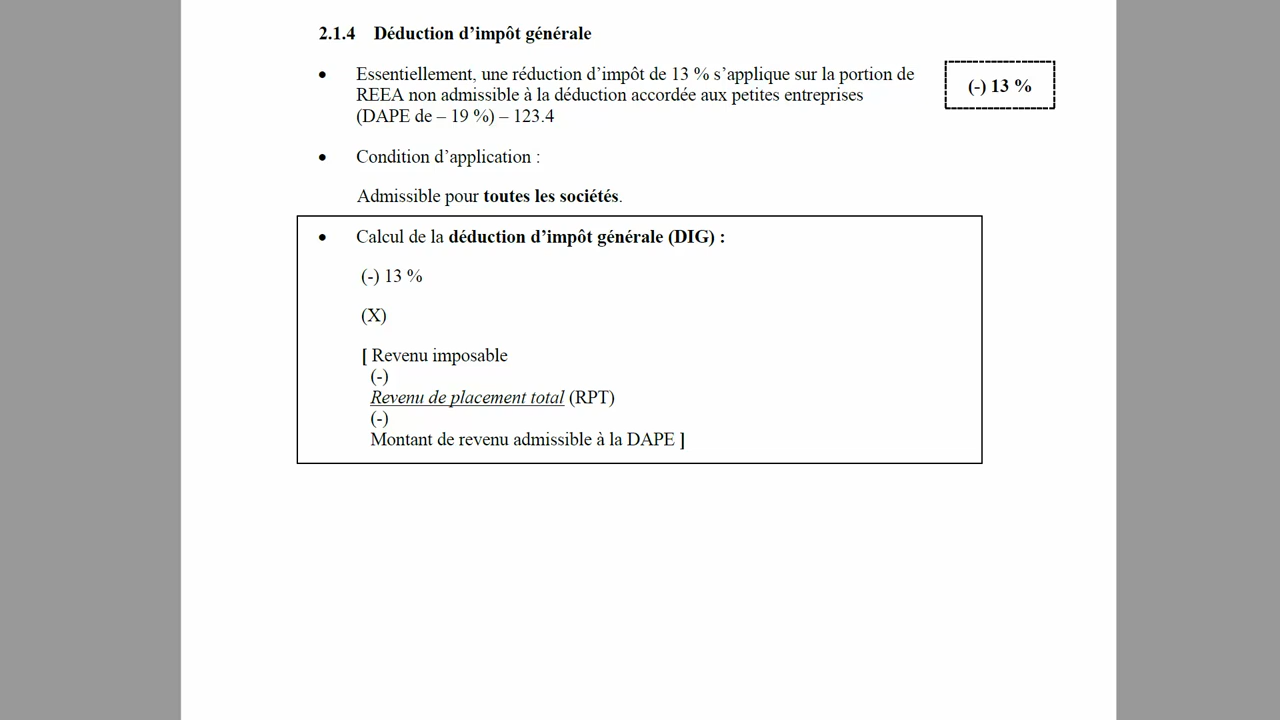 2.1.4 Déduction d’impôt générale
• Essentiellement, une réduction d’impôt de 13 % s’applique sur la portion de
REEA non admissible à la déduction accordée aux petites entreprises
(DAPE de – 19 %) – 123.4
(-) 13 %
• Condition d’application :
Admissible pour toutes les sociétés.
• Calcul de la déduction d’impôt générale (DIG) :
(-) 13 %
(X)
[ Revenu imposable
(-)
Revenu de placement total (RPT)
(-)
Montant de revenu admissible à la DAPE ]